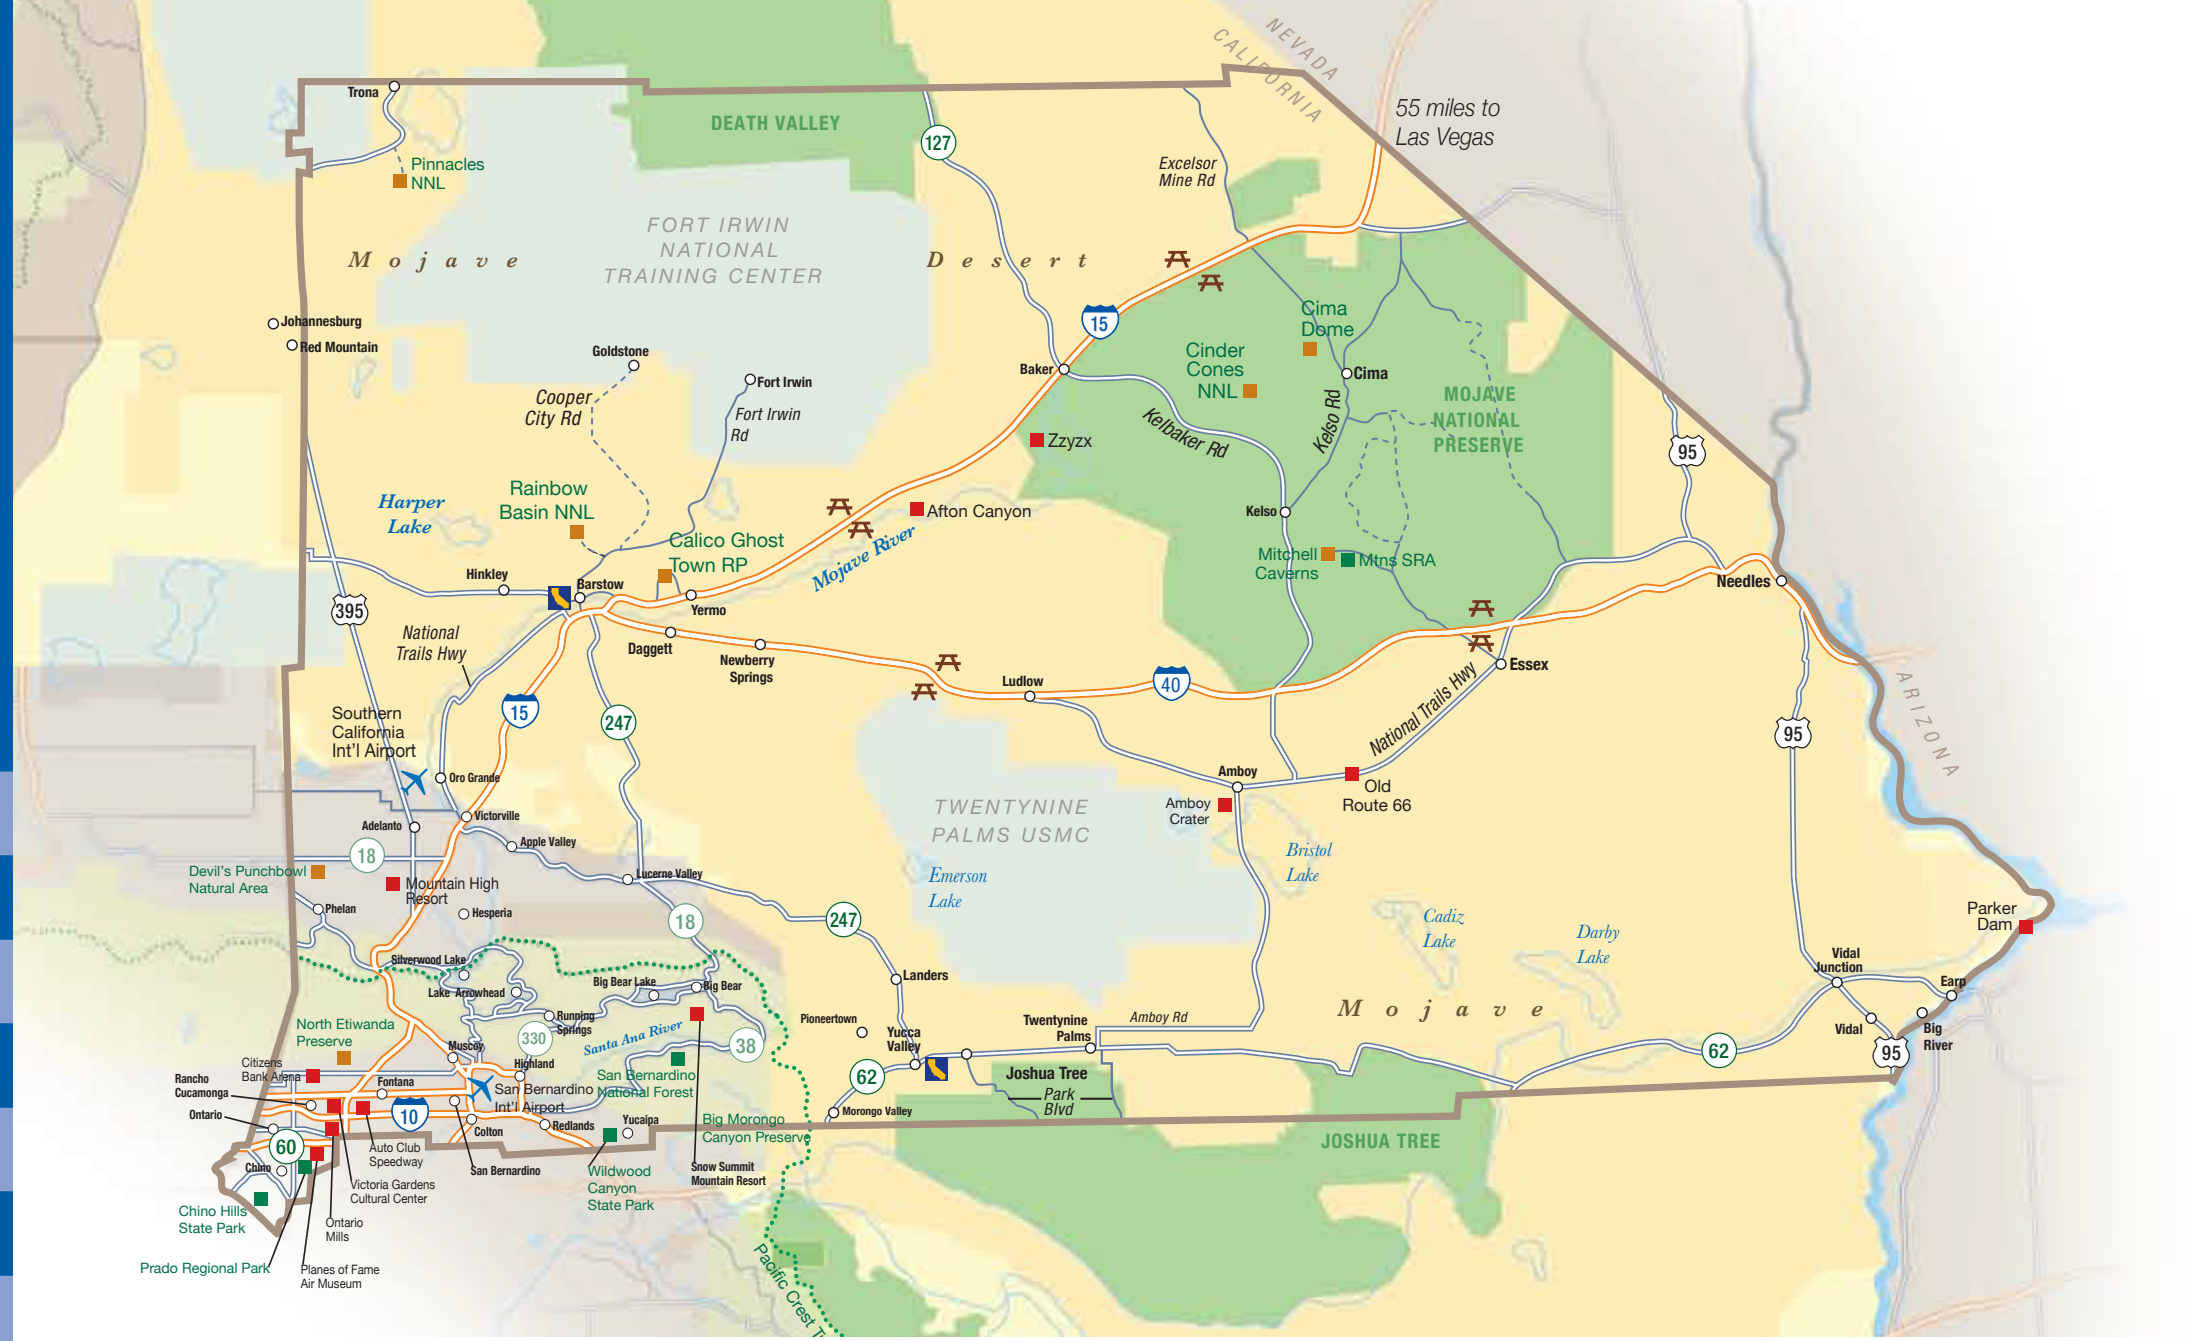 NEVADA
CALIFORNIA
55 miles to
Las Vegas
Trona
DEATH VALLEY
127
Pinnacles
NNL
Excelsor
Mine Rd
FORT IRWIN
NATIONAL
TRAINING CENTER
Mojave
Desert
Johannesburg
Red Mountain
15
Cima
Dome
Goldstone
Fort Irwin
Baker
Cinder
Cones
NNL
Cima
Cooper
City Rd
Fort Irwin
Rd
MOJAVE
NATIONAL
PRESERVE
Kelbaker Rd
Kelso Rd
Zzyzx
95
Rainbow
Basin NNL
Harper
Lake
Afton Canyon
Kelso
Calico Ghost
Town RP
Mojave River
Mitchell
Caverns
Mtns SRA
Hinkley
Barstow
Yermo
Needles
395
National
Trails Hwy
Daggett
Newberry
Springs
Essex
Ludlow
40
National Trails Hwy
ARIZONA
15
247
95
Southern
California
Int'l Airport
Oro Grande
Amboy
Old
Route 66
Amboy
Crater
Victorville
Adelanto
TWENTYNINE
PALMS USMC
Apple Valley
18
Bristol
Lake
Devil's Punchbowl
Natural Area
Mountain High
Resort
Lucerne Valley
Emerson
Lake
Phelan
Hesperia
18
247
Cadiz
Lake
Darby
Lake
Parker
Dam
Silverwood Lake
Landers
Vidal
Junction
Big Bear Lake
Big Bear
Lake Arrowhead
Earp
Mojave
North Etiwanda
Preserve
Running
Springs
Santa Ana River
Pioneertown
Yucca
Valley
Twentynine
Palms
Amboy Rd
Vidal
Big
River
330
38
62
95
Muscoy
Highland
Citizens
Bank Arena
Rancho
Cucamonga
Fontana
San Bernardino
Int'l Airport
San Bernardino
National Forest
62
Joshua Tree
Park
Blvd
Ontario
10
Morongo Valley
Big Morongo
Canyon Preserve
Yucaipa
Redlands
Colton
60
Auto Club
Speedway
JOSHUA TREE
Chino
San Bernardino
Wildwood
Canyon
State Park
Snow Summit
Mountain Resort
Victoria Gardens
Cultural Center
Chino Hills
State Park
Ontario
Mills
Prado Regional Park
Planes of Fame
Air Museum
Pacific Crest